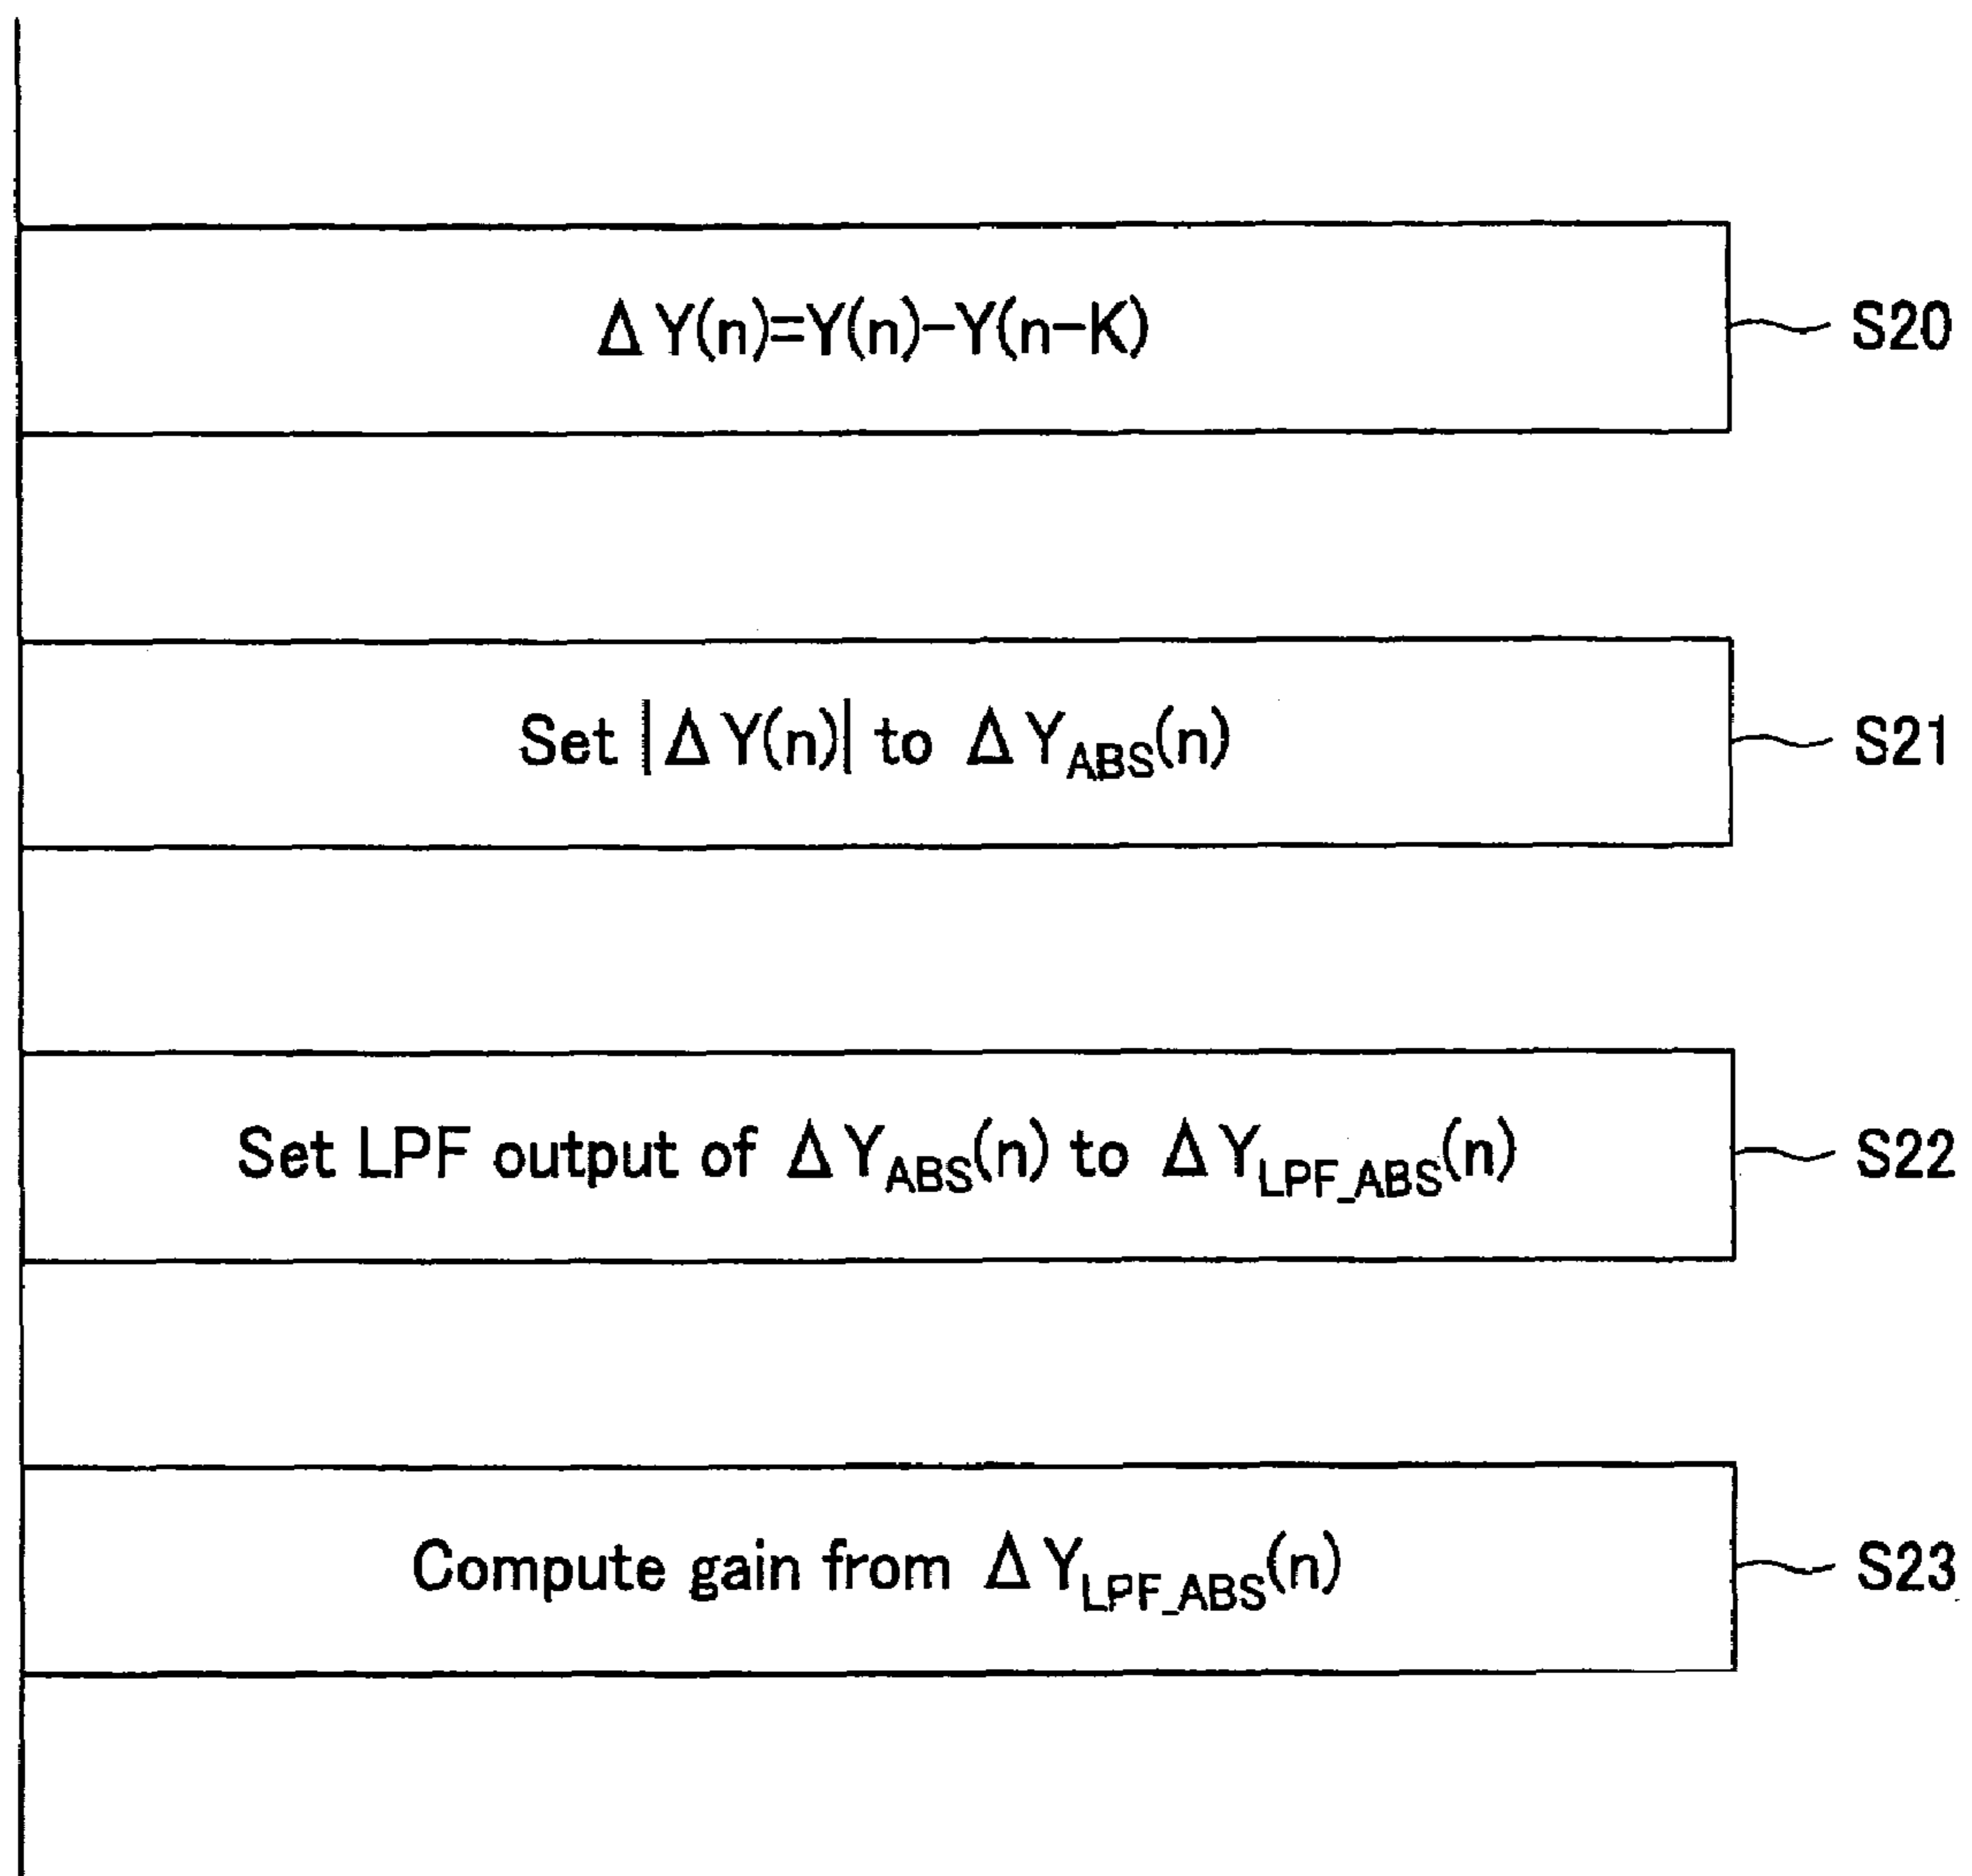 ΔY(n)=Y(n)-Y(n-K) S20
Set |ΔY(n)| to ΔY_ABS(n) S21
Set LPF output of ΔY_ABS(n) to ΔY_LPF_ABS(n) S22
Compute gain from ΔY_LPF_ABS(n) S23